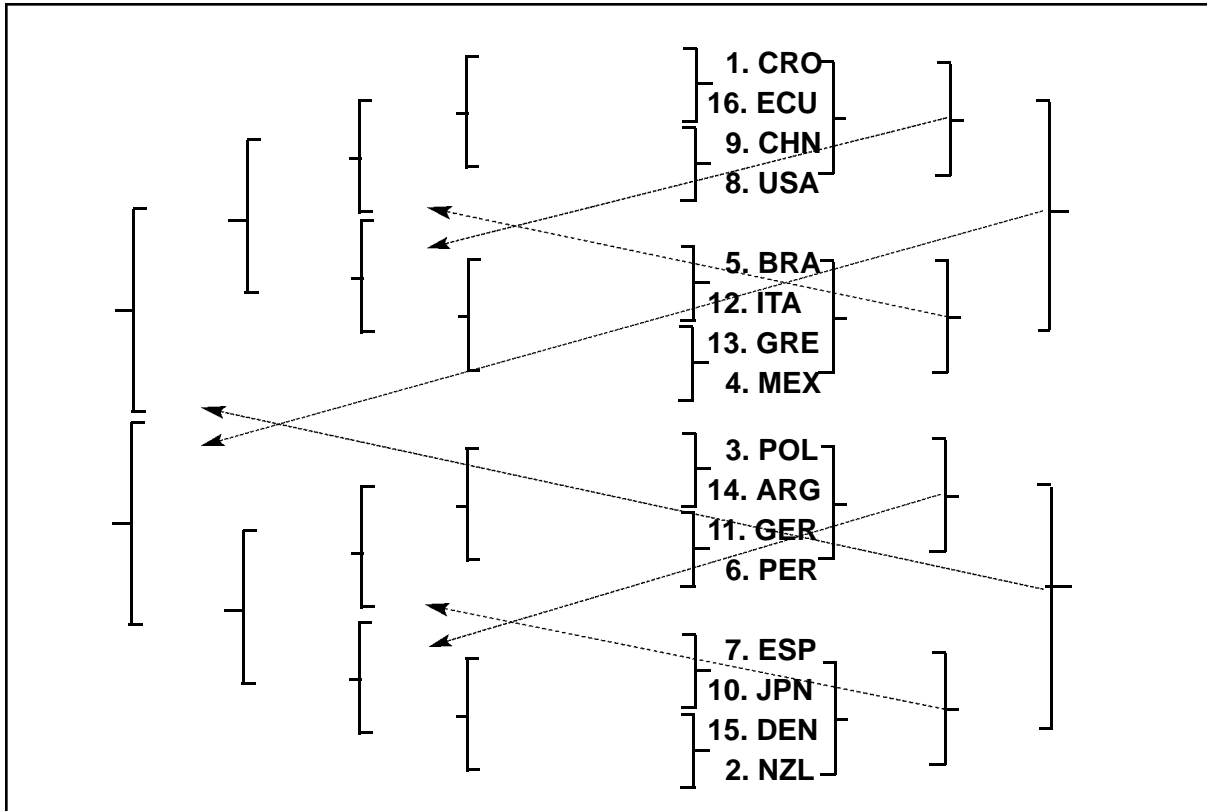 1. CRO
16. ECU
9. CHN
8. USA
5. BRA
12. ITA
13. GRE
4. MEX
3. POL
14. ARG
11. GER
6. PER
7. ESP
10. JPN
15. DEN
2. NZL